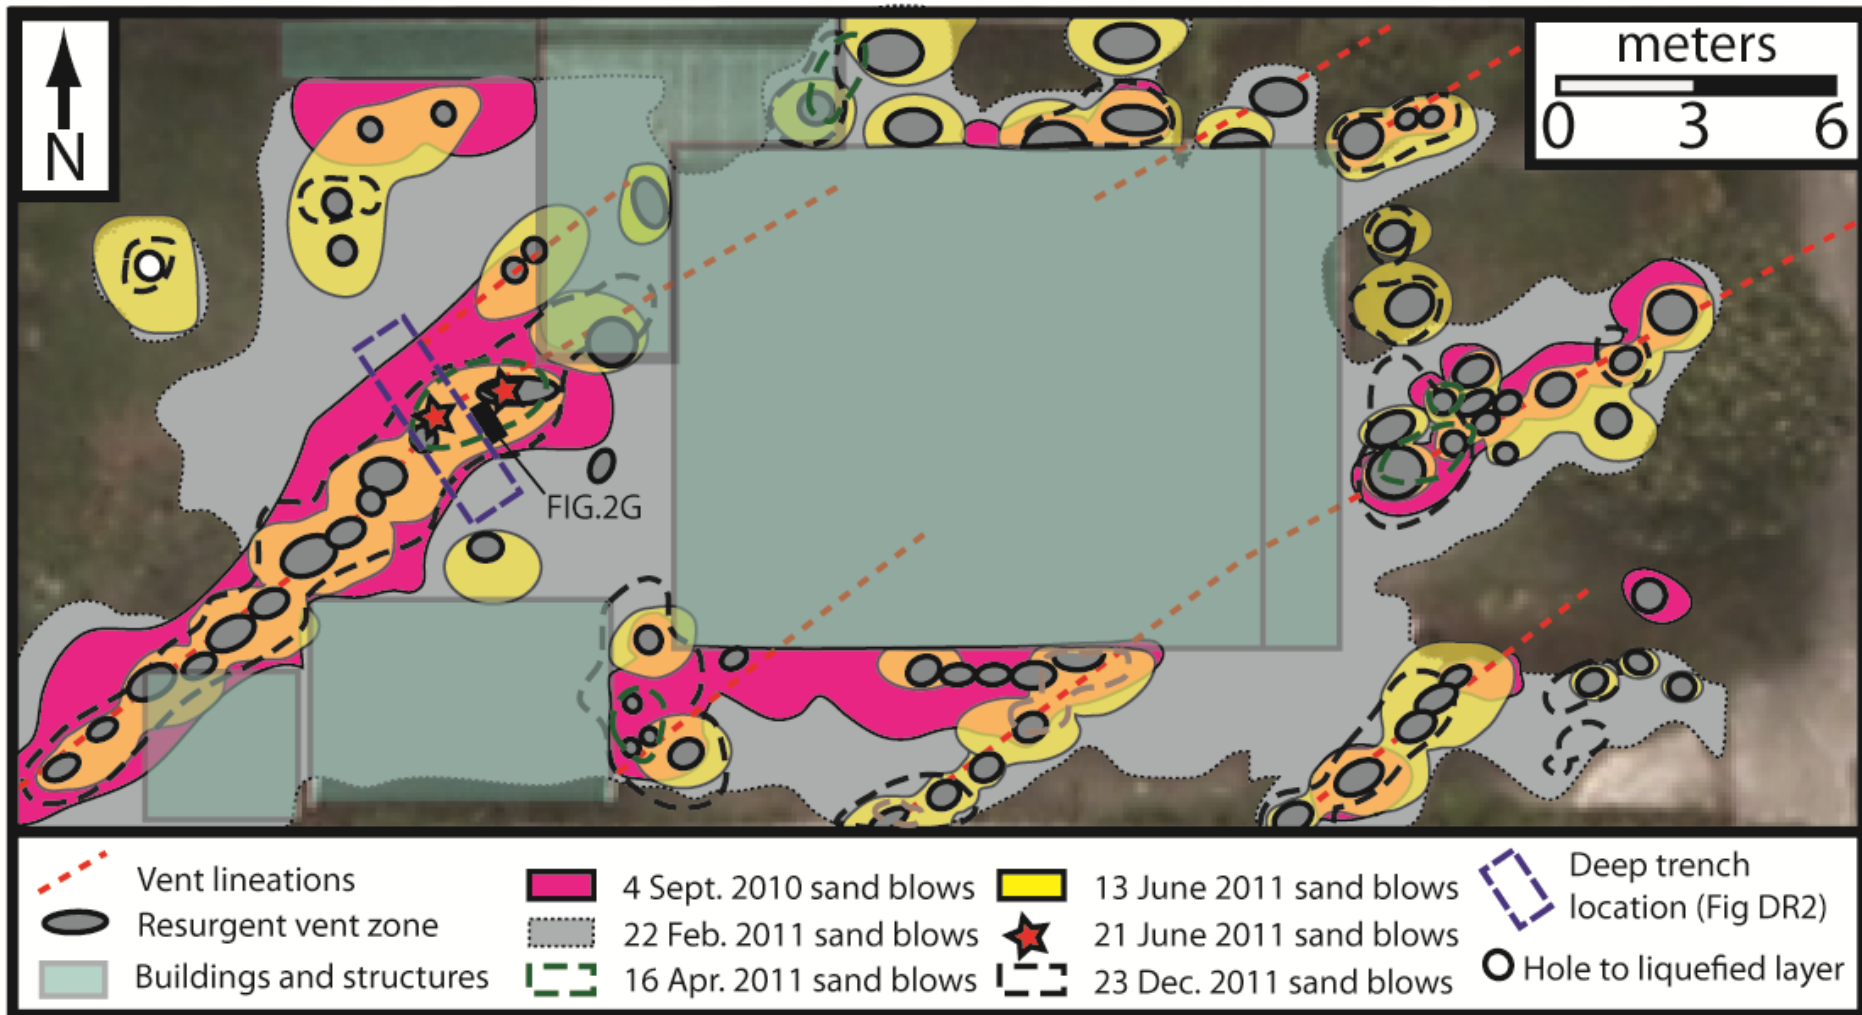 N
meters
0 3 6
FIG.2G
Vent lineations
Resurgent vent zone
Buildings and structures
4 Sept. 2010 sand blows
22 Feb. 2011 sand blows
16 Apr. 2011 sand blows
13 June 2011 sand blows
21 June 2011 sand blows
23 Dec. 2011 sand blows
Deep trench
location (Fig DR2)
Hole to liquefied layer